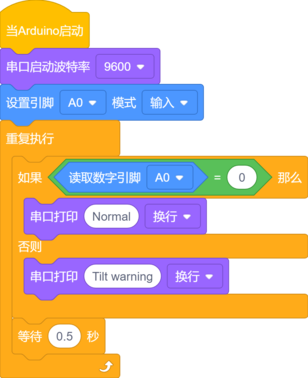 当Arduino启动
串口启动波特率 9600
设置引脚 A0 模式 输入
重复执行
如果 读取数字引脚 A0 = 0 那么
串口打印 Normal 换行
否则
串口打印 Tilt warning 换行
等待 0.5 秒